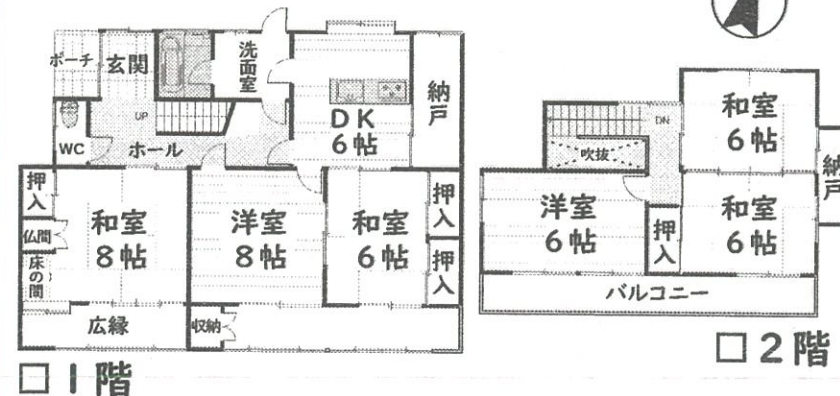 ポーチ
玄関
洗面室
DK
6帖
納戸
UP
WC
ホール
押入
仏間
床の間
和室
8帖
洋室
8帖
和室
6帖
押入
押入
広縁
収納
□1階
DN
吹抜
和室
6帖
納戸
洋室
6帖
押入
和室
6帖
バルコニー
□2階